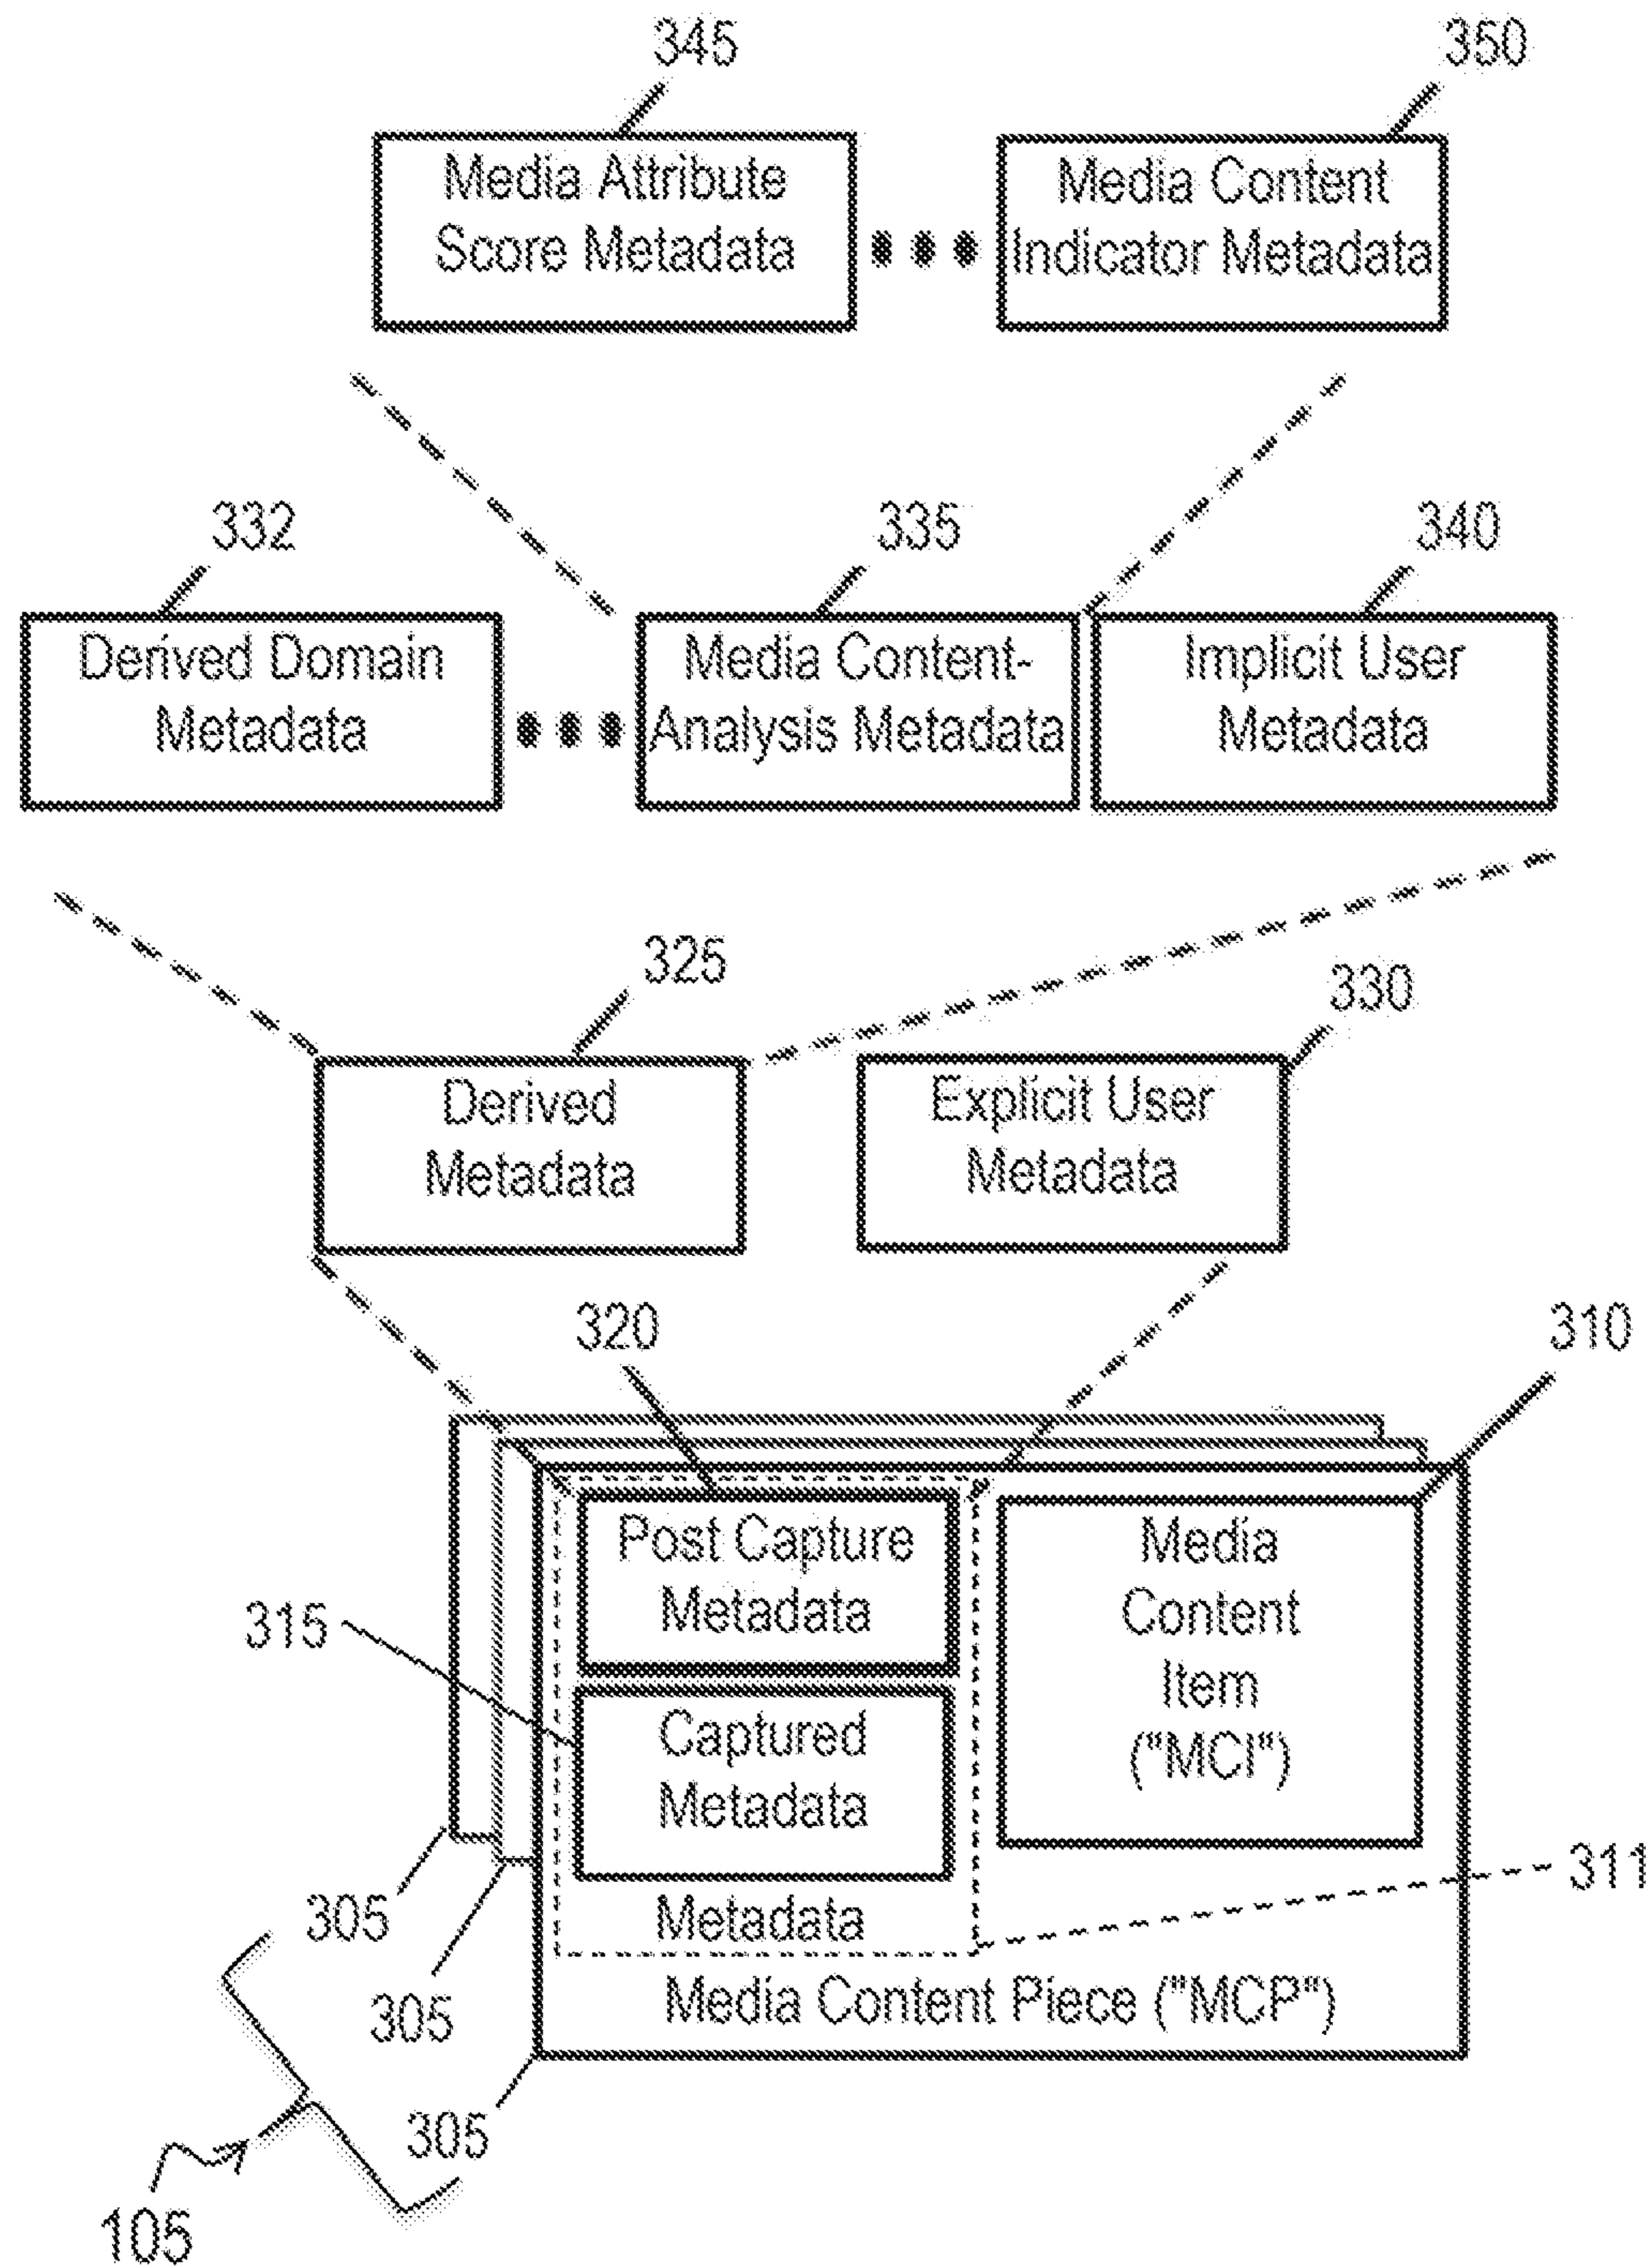 345
350
Media Attribute
Score Metadata
Media Content
Indicator Metadata
332
335
340
Derived Domain
Metadata
Media Content-
Analysis Metadata
Implicit User
Metadata
325
330
Derived
Metadata
Explicit User
Metadata
320
310
Post Capture
Metadata
Media
Content
Item
("MCI")
315
Captured
Metadata
311
Metadata
305
Media Content Piece ("MCP")
305
305
105